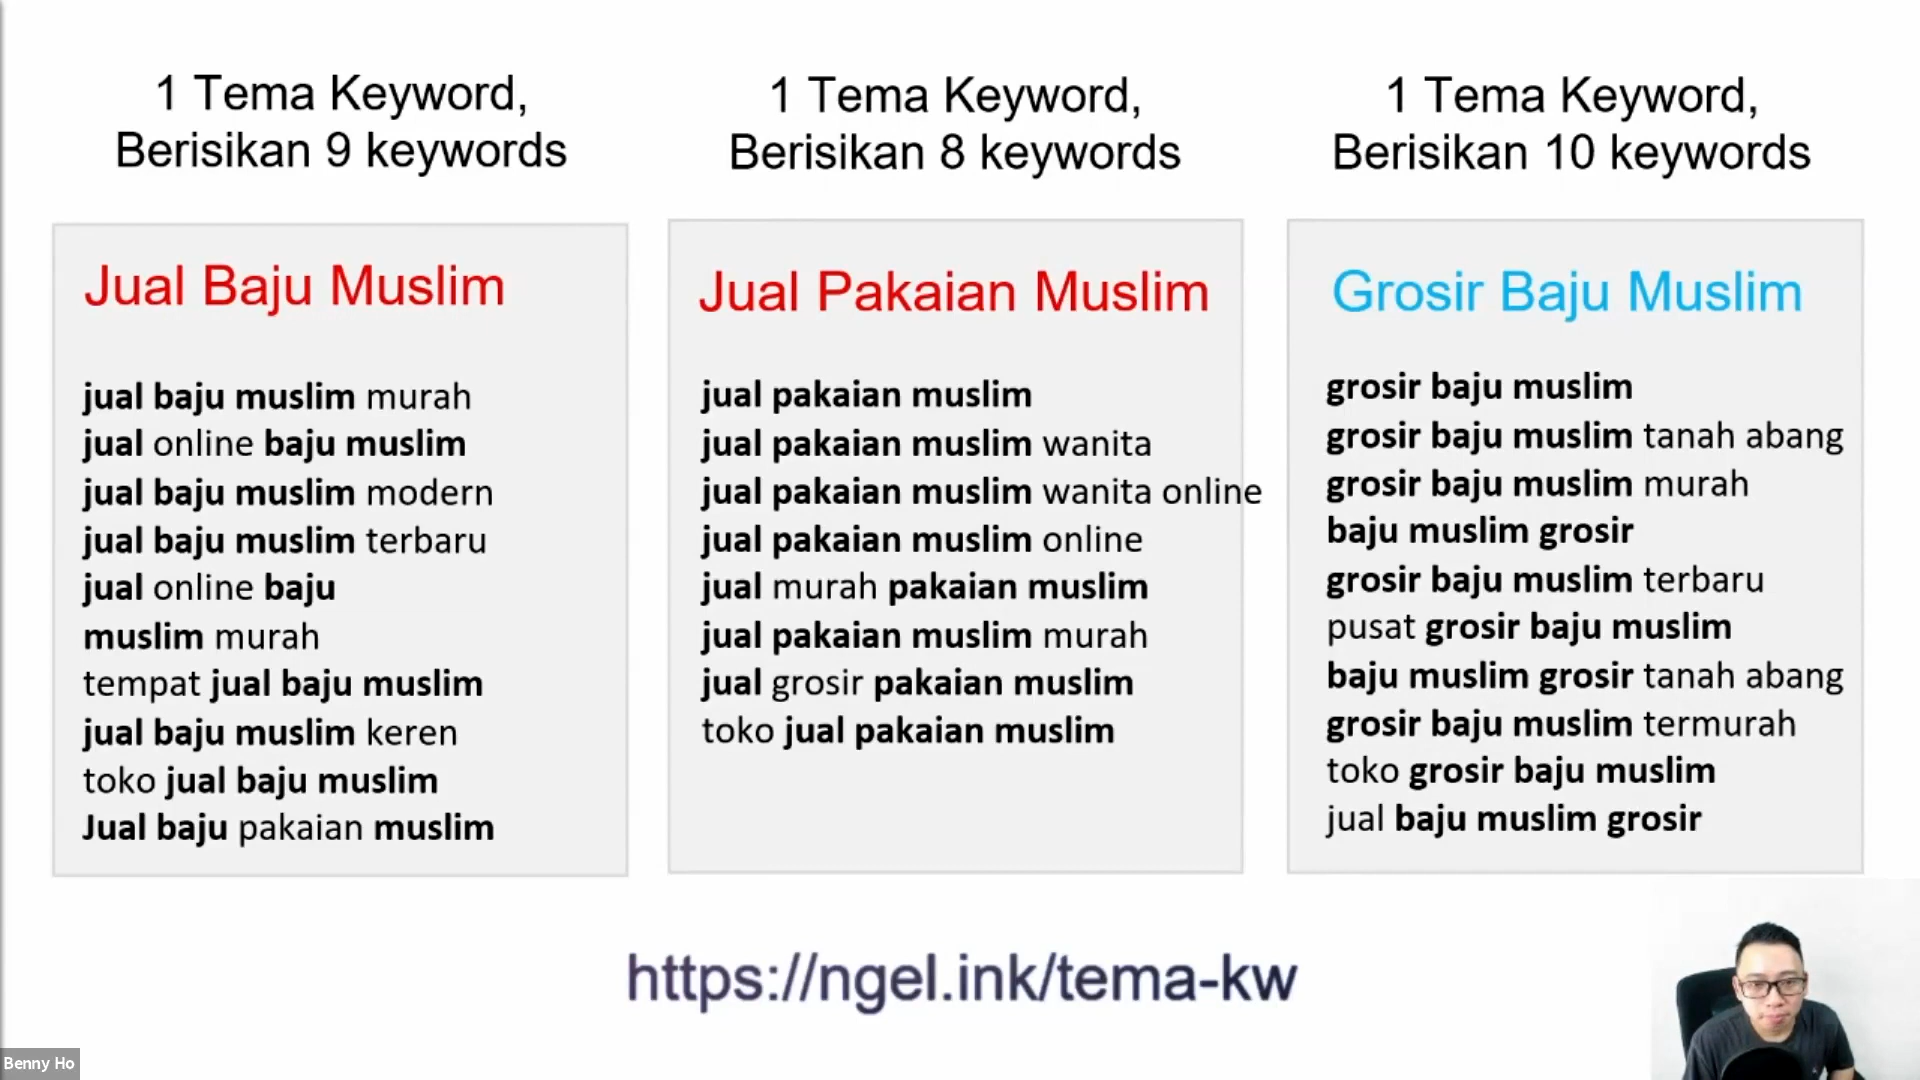 1 Tema Keyword,
Berisikan 9 keywords
Jual Baju Muslim
jual baju muslim murah
jual online baju muslim
jual baju muslim modern
jual baju muslim terbaru
jual online baju
muslim murah
tempat jual baju muslim
jual baju muslim keren
toko jual baju muslim
Jual baju pakaian muslim
1 Tema Keyword,
Berisikan 8 keywords
Jual Pakaian Muslim
jual pakaian muslim
jual pakaian muslim wanita
jual pakaian muslim wanita online
jual pakaian muslim online
jual murah pakaian muslim
jual pakaian muslim murah
jual grosir pakaian muslim
toko jual pakaian muslim
1 Tema Keyword,
Berisikan 10 keywords
Grosir Baju Muslim
grosir baju muslim
grosir baju muslim tanah abang
grosir baju muslim murah
baju muslim grosir
grosir baju muslim terbaru
pusat grosir baju muslim
baju muslim grosir tanah abang
grosir baju muslim termurah
toko grosir baju muslim
jual baju muslim grosir
https://ngel.ink/tema-kw
Benny Ho